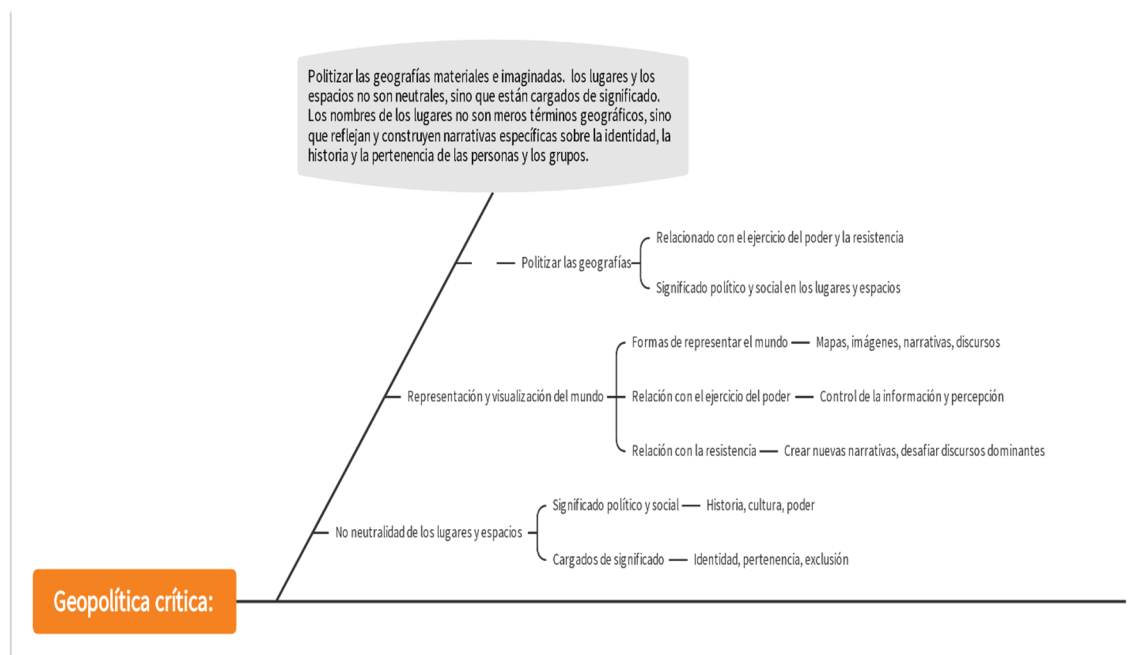 Politizar las geografías materiales e imaginadas. los lugares y los
espacios no son neutrales, sino que están cargados de significado.
Los nombres de los lugares no son meros términos geográficos, sino
que reflejan y construyen narrativas específicas sobre la identidad, la
historia y la pertenencia de las personas y los grupos.
Politizar las geografías
Relacionado con el ejercicio del poder y la resistencia
Significado político y social en los lugares y espacios
Representación y visualización del mundo
Formas de representar el mundo
Mapas, imágenes, narrativas, discursos
Relación con el ejercicio del poder
Control de la información y percepción
Relación con la resistencia
Crear nuevas narrativas, desafiar discursos dominantes
No neutralidad de los lugares y espacios
Significado político y social
Historia, cultura, poder
Cargados de significado
Identidad, pertenencia, exclusión
Geopolítica crítica: